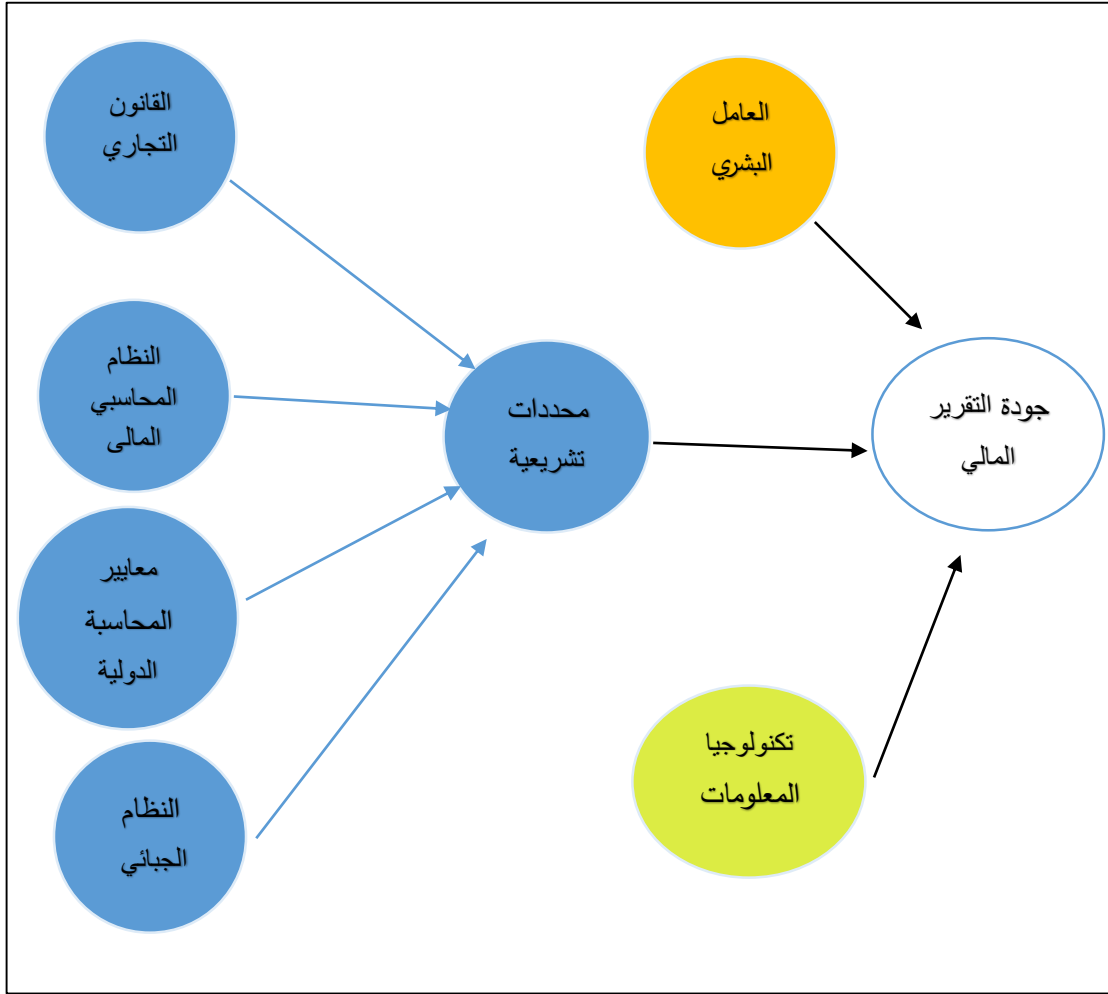 القانون
التجاري
العامل
البشري
النظام
المحاسبي
المالى
محددات
تشريعية
جودة التقرير
المالي
معايير
المحاسبة
الدولية
تكنولوجيا
المعلومات
النظام
الجبائي